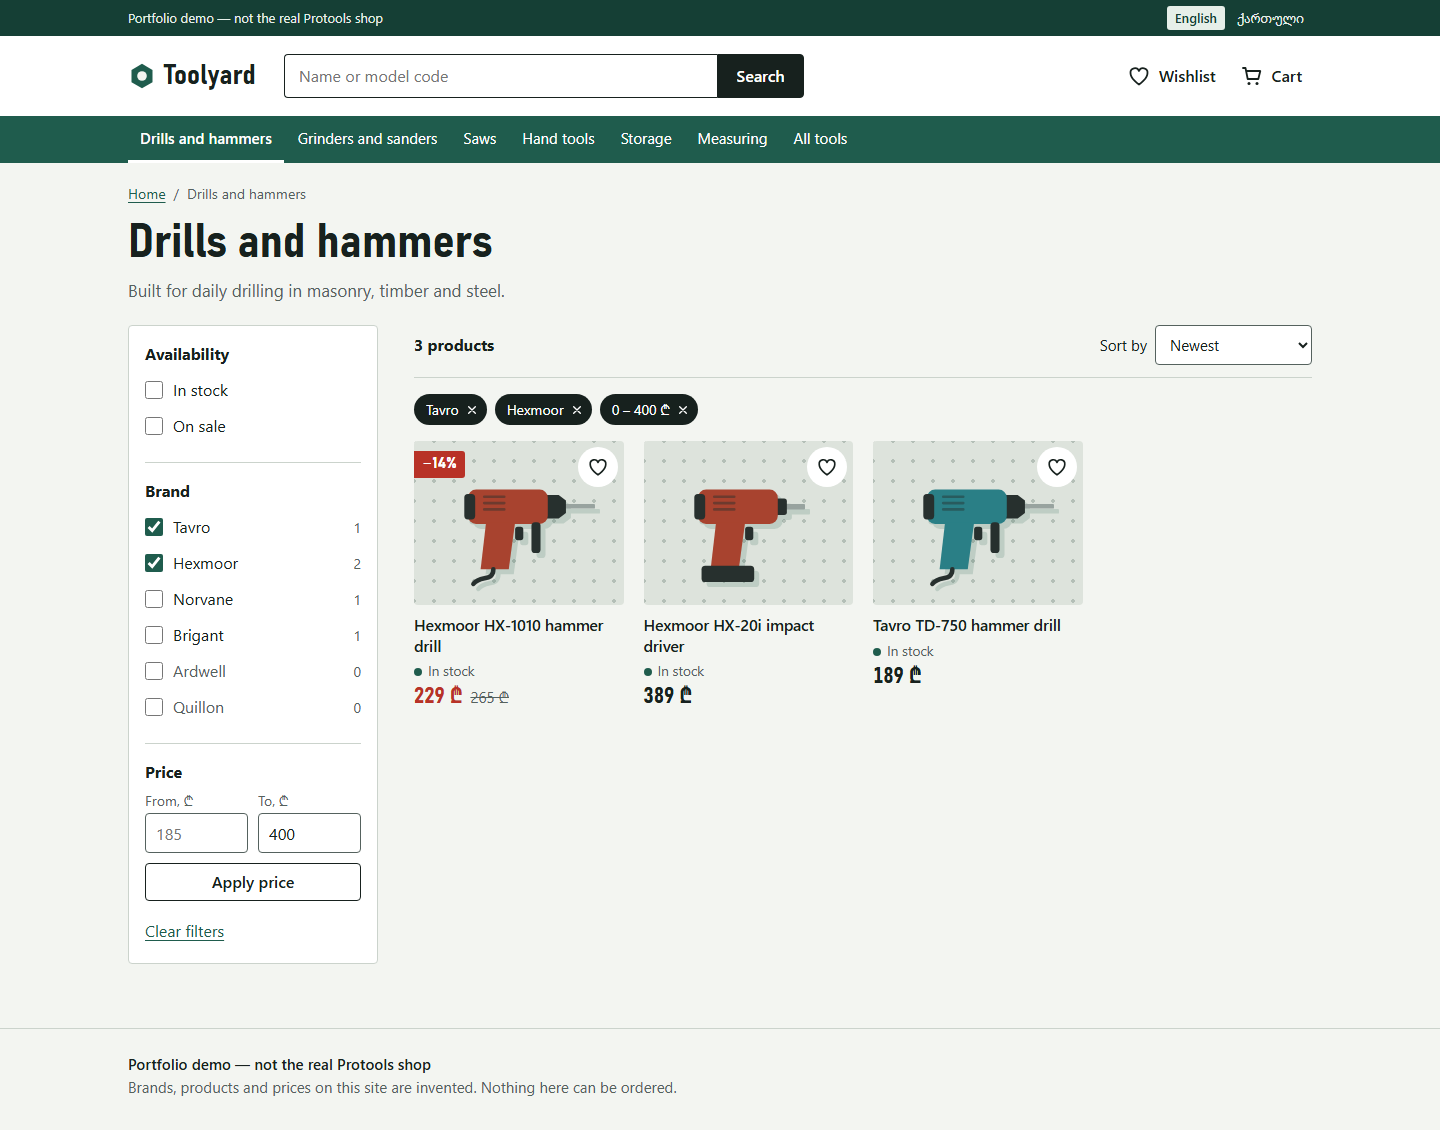 Portfolio demo — not the real Protools shop
English
ქართული
Toolyard
Name or model code
Search
Wishlist
Cart
Drills and hammers
Grinders and sanders
Saws
Hand tools
Storage
Measuring
All tools
Home / Drills and hammers
Drills and hammers
Built for daily drilling in masonry, timber and steel.
Availability
In stock
On sale
Brand
Tavro 1
Hexmoor 2
Norvane 1
Brigant 1
Ardwell 0
Quillon 0
Price
From, ₾
To, ₾
185
400
Apply price
Clear filters
3 products
Sort by
Newest
Tavro ×
Hexmoor ×
0 – 400 ₾ ×
−14%
Hexmoor HX-1010 hammer
drill
In stock
229 ₾ 265 ₾
Hexmoor HX-20i impact
driver
In stock
389 ₾
Tavro TD-750 hammer drill
In stock
189 ₾
Portfolio demo — not the real Protools shop
Brands, products and prices on this site are invented. Nothing here can be ordered.